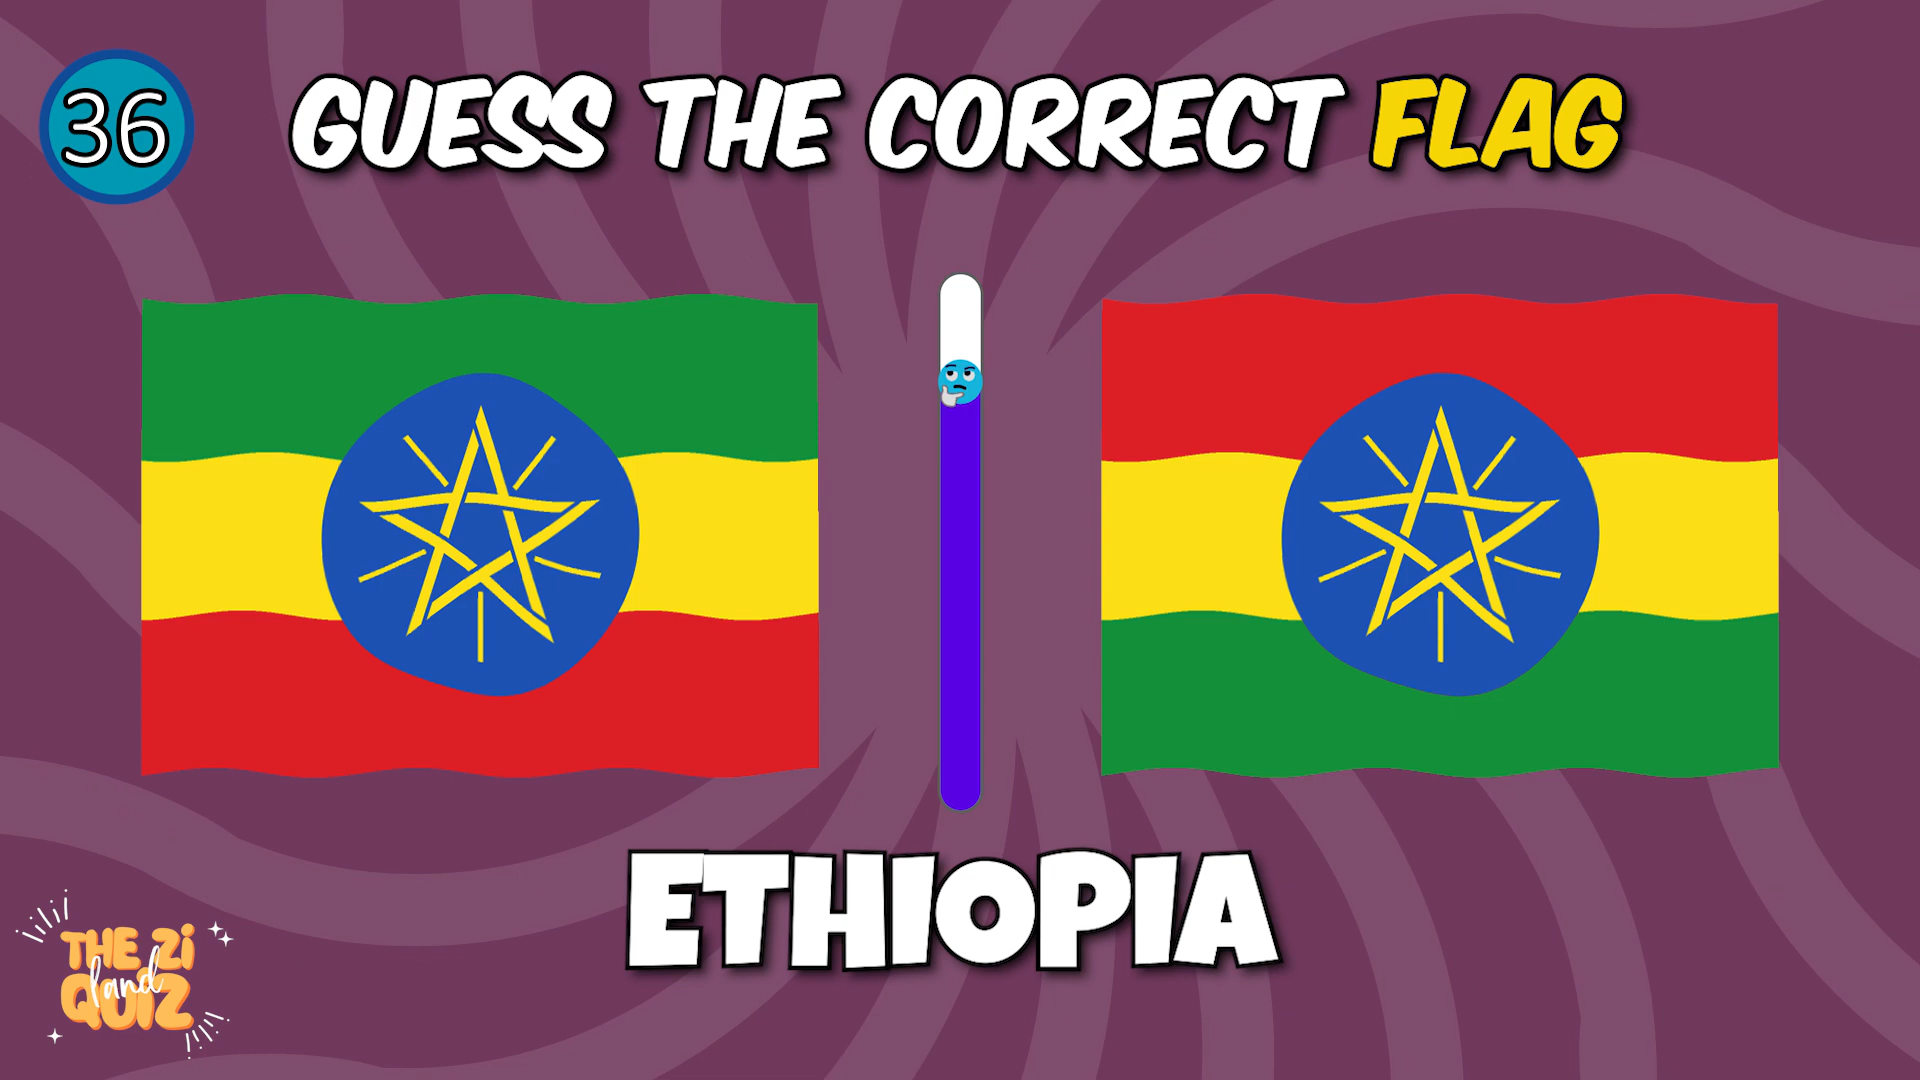 36
GUESS THE CORRECT FLAG
ETHIOPIA
THE Zi
land
QUIZ